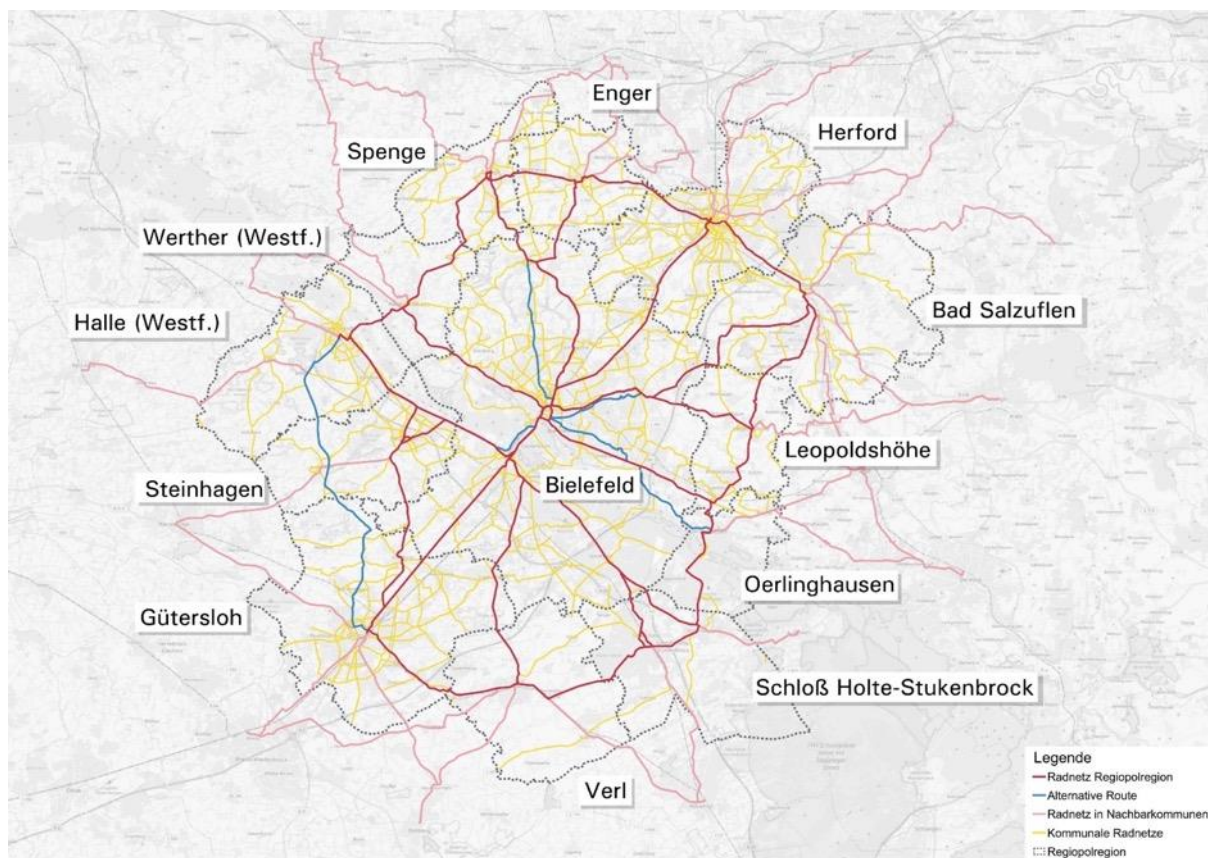 Enger
Herford
Spenge
Werther (Westf.)
Halle (Westf.)
Bad Salzuflen
Leopoldshöhe
Steinhagen
Bielefeld
Oerlinghausen
Gütersloh
Schloß Holte-Stukenbrock
Verl
Legende
Radnetz Regiopolregion
Alternative Route
Radnetz in Nachbarkommunen
Kommunale Radnetze
Regiopolregion